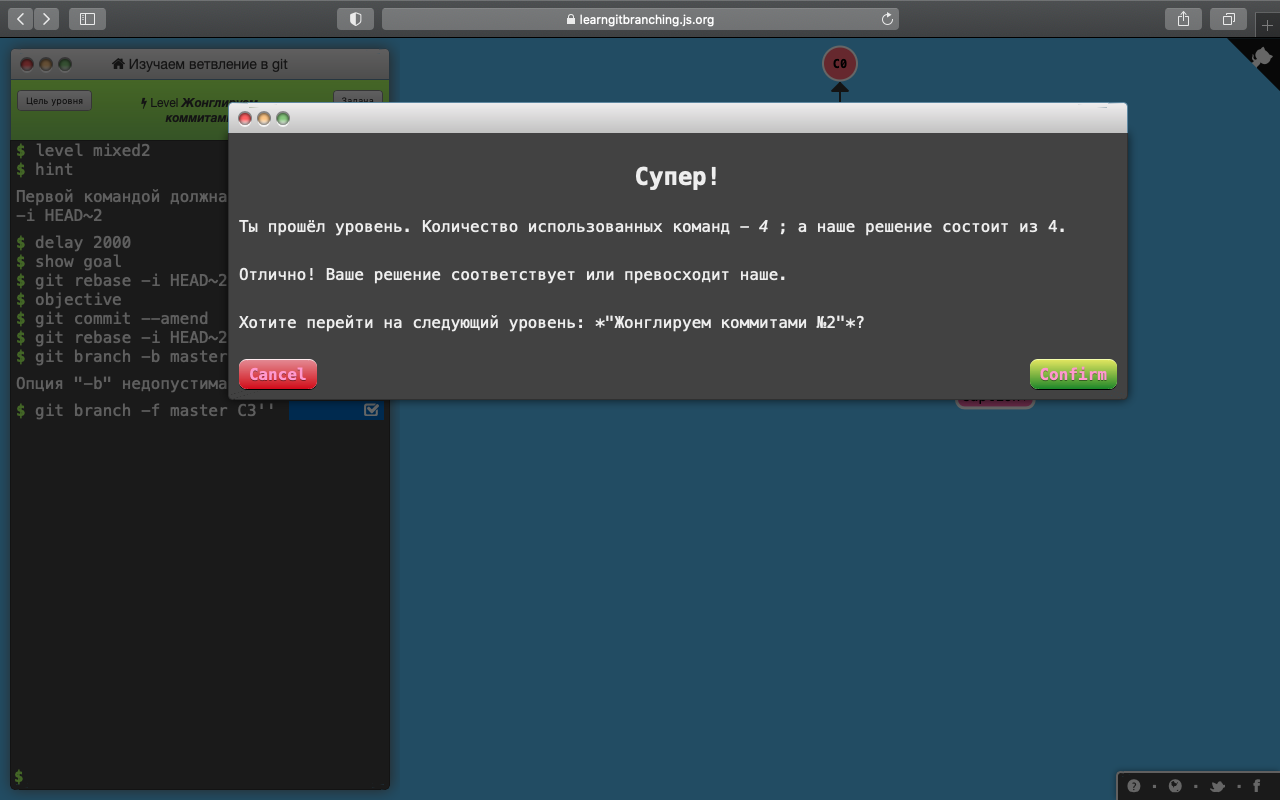 learngitbranching.js.org
Изучаем ветвление в git
C0
Цель уровня
Level Жонглируем
коммитами
Задача
$ level mixed2
$ hint
Первой командой должна
-i HEAD~2
$ delay 2000
$ show goal
$ git rebase -i HEAD~2
$ objective
$ git commit --amend
$ git rebase -i HEAD~2
$ git branch -b master
Опция "-b" недопустима
$ git branch -f master C3''
$
Супер!
Ты прошёл уровень. Количество использованных команд – 4 ; а наше решение состоит из 4.
Отлично! Ваше решение соответствует или превосходит наше.
Хотите перейти на следующий уровень: *"Жонглируем коммитами №2"*?
Cancel
Confirm